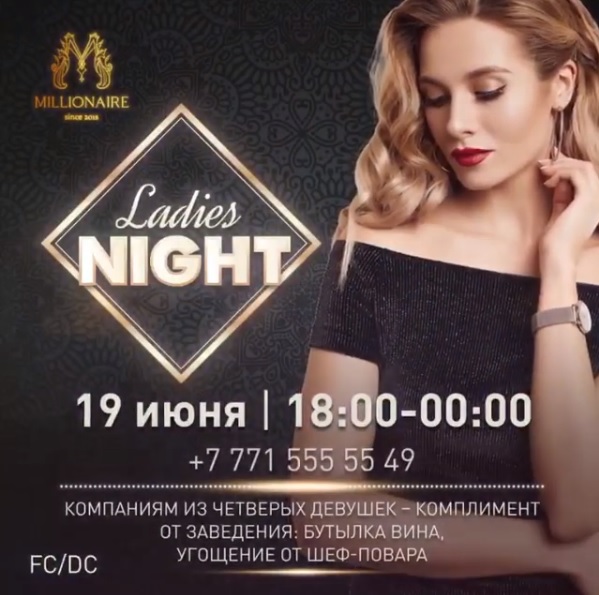 MILLIONAIRE
since 2012
Ladies
NIGHT
19 июня | 18:00-00:00
+7 771 555 55 49
КОМПАНИЯМ ИЗ ЧЕТВЕРЫХ ДЕВУШЕК – КОМПЛИМЕНТ
ОТ ЗАВЕДЕНИЯ: БУТЫЛКА ВИНА,
УГОЩЕНИЕ ОТ ШЕФ-ПОВАРА
FC/DC